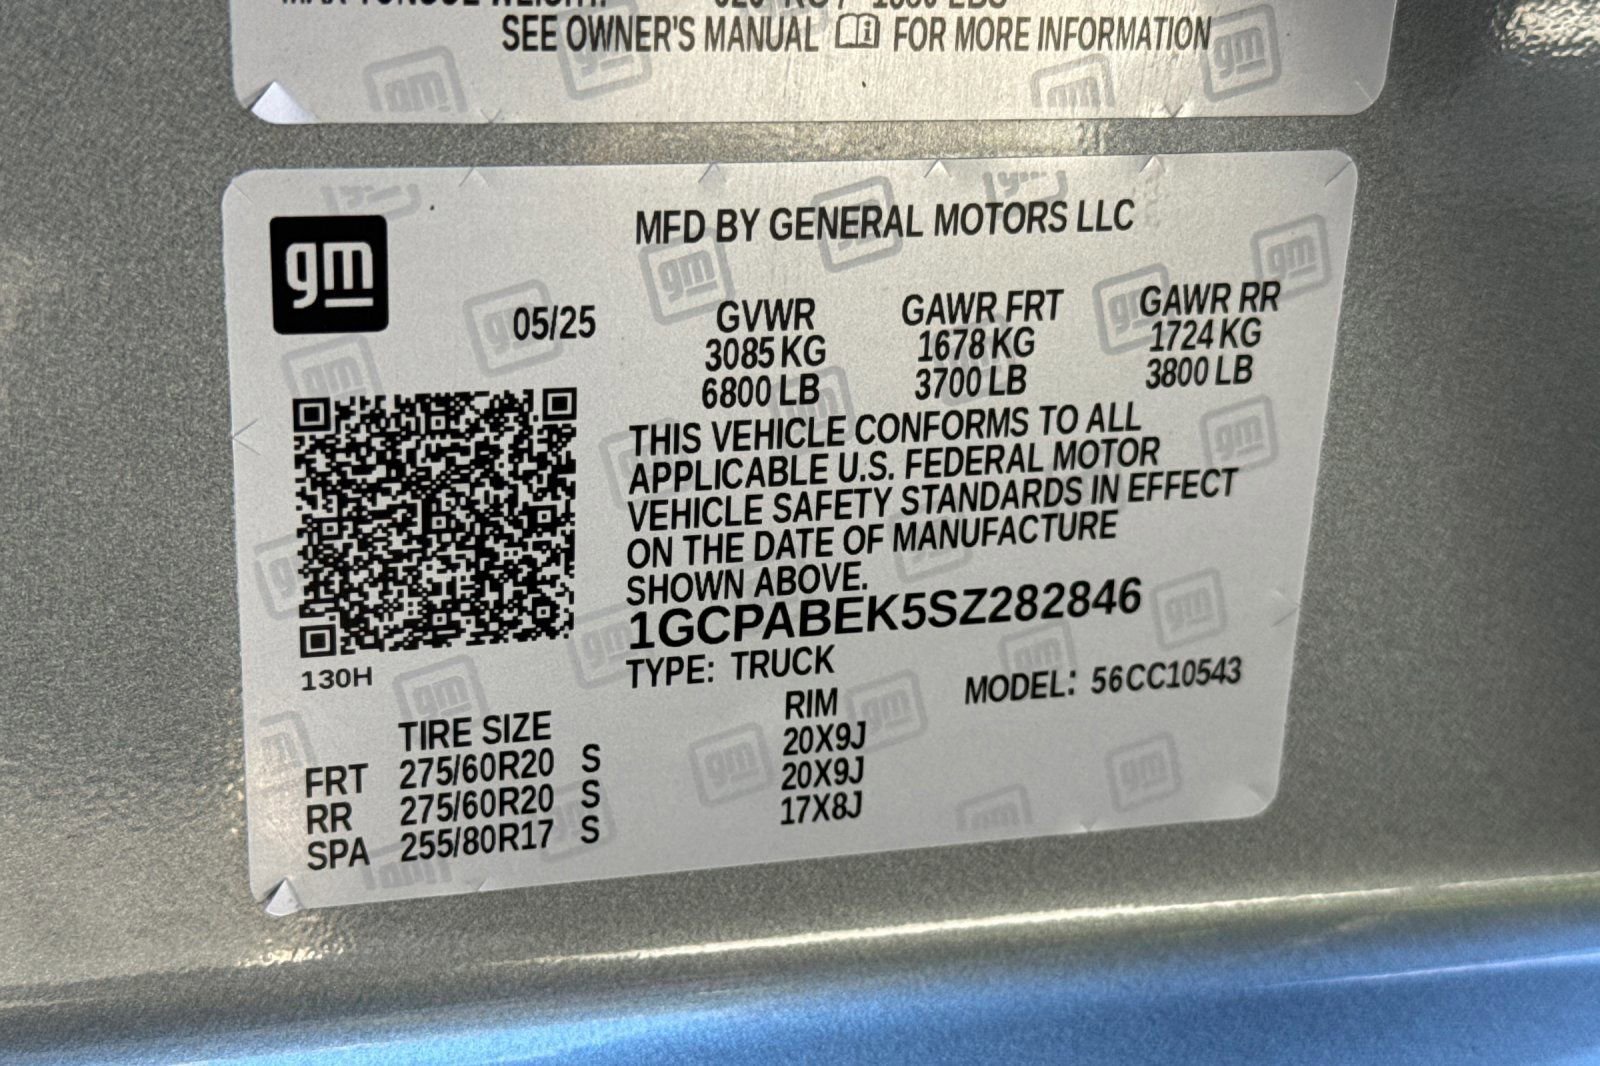 SEE OWNER'S MANUAL FOR MORE INFORMATION
gm
MFD BY GENERAL MOTORS LLC
05/25
GVWR GAWR FRT GAWR RR
3085 KG 1678 KG 1724 KG
6800 LB 3700 LB 3800 LB
THIS VEHICLE CONFORMS TO ALL
APPLICABLE U.S. FEDERAL MOTOR
VEHICLE SAFETY STANDARDS IN EFFECT
ON THE DATE OF MANUFACTURE
SHOWN ABOVE.
1GCPABEK5SZ282846
130H
TYPE: TRUCK MODEL: 56CC10543
TIRE SIZE RIM
FRT 275/60R20 S 20X9J
RR 275/60R20 S 20X9J
SPA 255/80R17 S 17X8J